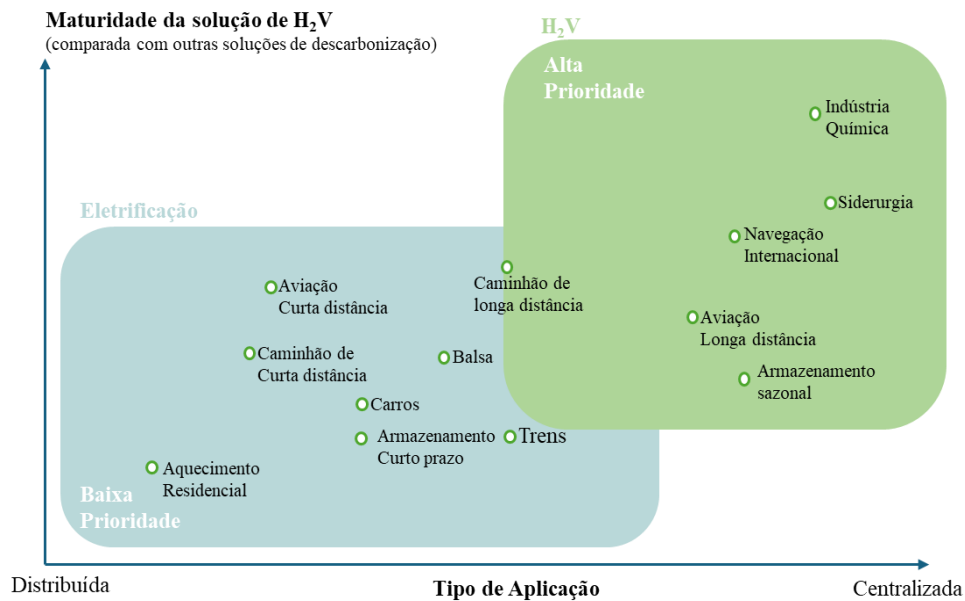 Maturidade da solução de H₂V
(comparada com outras soluções de descarbonização)
H₂V
Alta
Prioridade
Indústria
Química
Siderurgia
Navegação
Internacional
Eletrificação
Caminhão de
longa distância
Aviação
Curta distância
Aviação
Longa distância
Caminhão de
Curta distância
Balsa
Armazenamento
sazonal
Carros
Armazenamento
Curto prazo
Trens
Aquecimento
Residencial
Baixa
Prioridade
Distribuída
Tipo de Aplicação
Centralizada